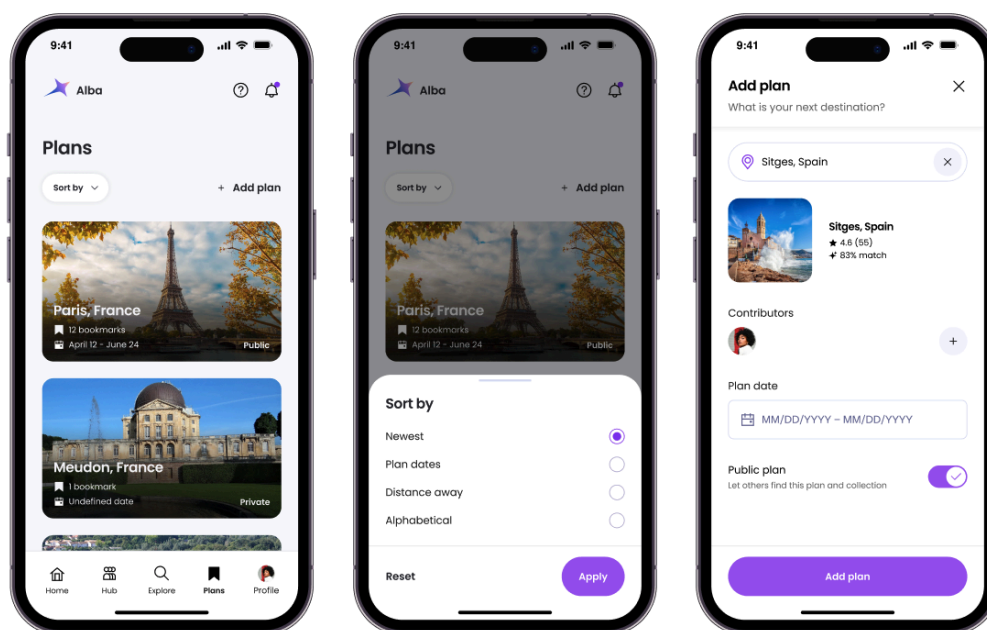 9:41
Alba
Plans
Sort by
+ Add plan
Paris, France
12 bookmarks
April 12 - June 24
Public
Meudon, France
1 bookmark
Undefined date
Private
Home
Hub
Explore
Plans
Profile
9:41
Alba
Plans
Sort by
+ Add plan
Paris, France
12 bookmarks
April 12 - June 24
Public
Sort by
Newest
Plan dates
Distance away
Alphabetical
Reset
Apply
9:41
Add plan
What is your next destination?
Sitges, Spain
Sitges, Spain
4.6 (55)
83% match
Contributors
+
Plan date
MM/DD/YYYY – MM/DD/YYYY
Public plan
Let others find this plan and collection
Add plan